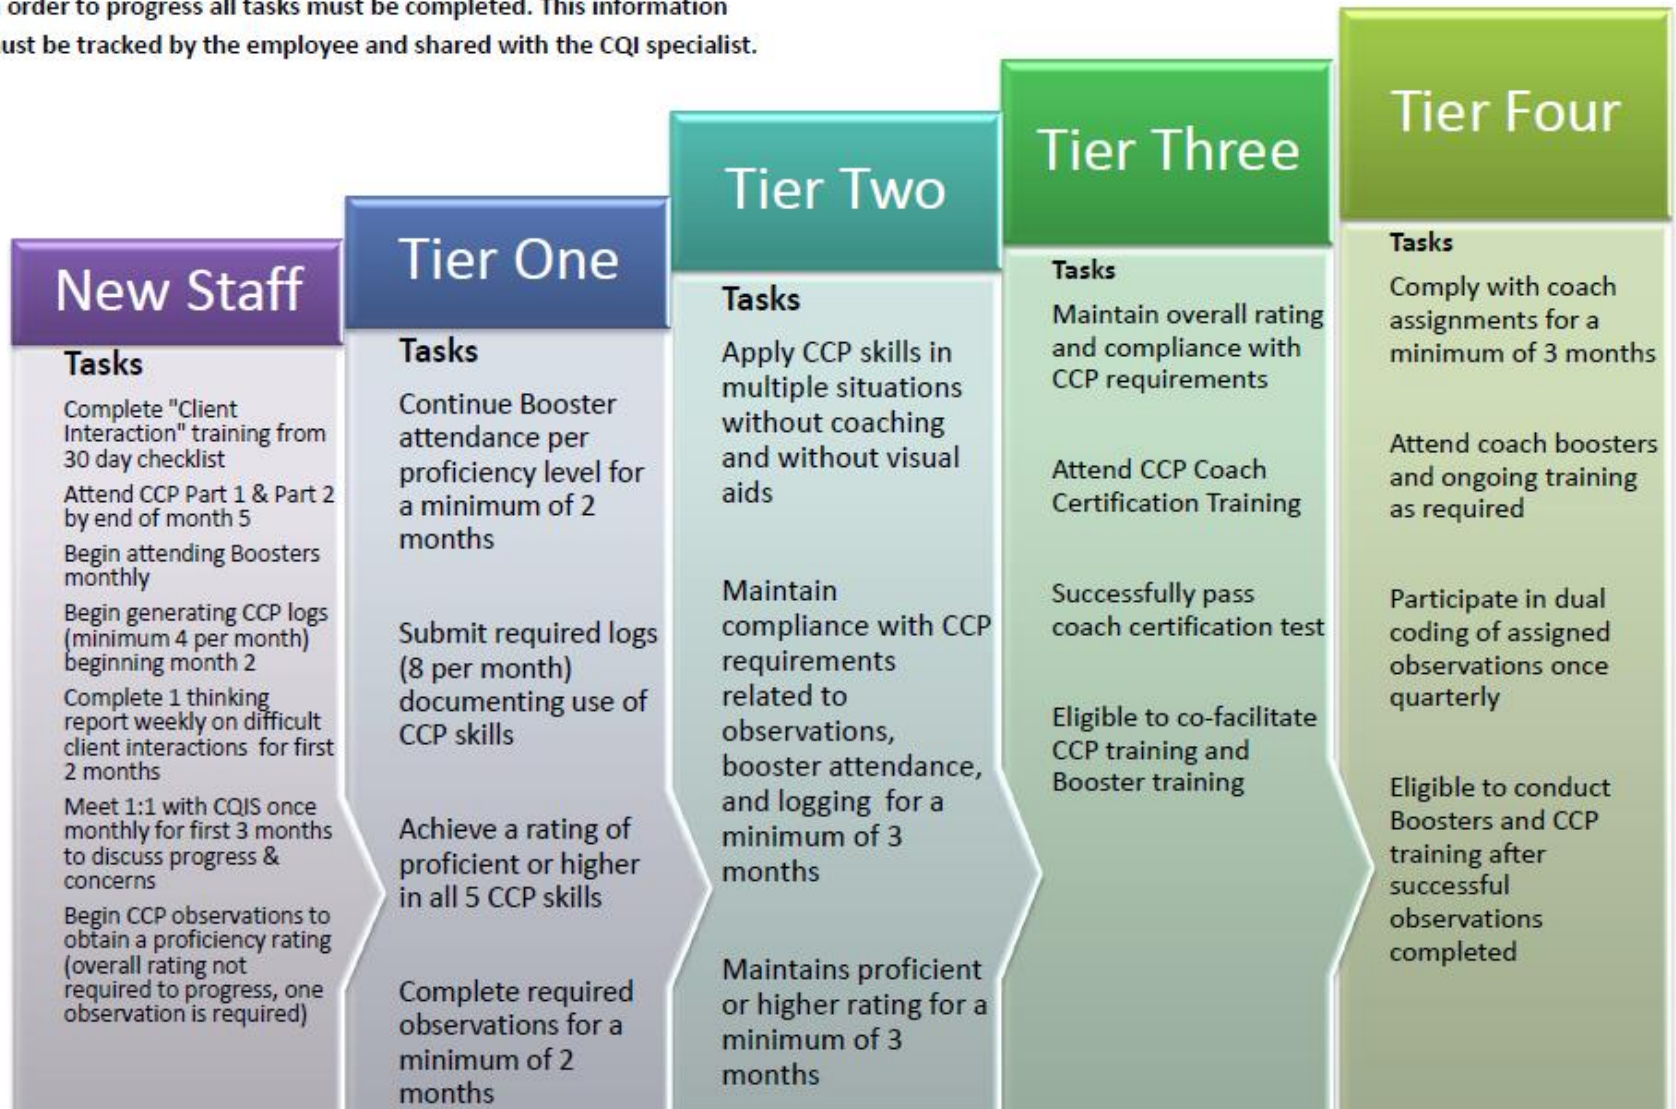 order to progress all tasks must be completed. This information
be tracked by the employee and shared with the CQI specialist.
New Staff
Tasks
Complete "Client
Interaction" training from
30 day checklist
Attend CCP Part 1 & Part 2
by end of month 5
Begin attending Boosters
monthly
Begin generating CCP logs
(minimum 4 per month)
beginning month 2
Complete 1 thinking
report weekly on difficult
client interactions for first
2 months
Meet 1:1 with CQIS once
monthly for first 3 months
to discuss progress &
concerns
Begin CCP observations to
obtain a proficiency rating
(overall rating not
required to progress, one
observation is required)
Tier One
Tasks
Continue Booster
attendance per
proficiency level for
a minimum of 2
months
Submit required logs
(8 per month)
documenting use of
CCP skills
Achieve a rating of
proficient or higher
in all 5 CCP skills
Complete required
observations for a
minimum of 2
months
Tier Two
Tasks
Apply CCP skills in
multiple situations
without coaching
and without visual
aids
Maintain
compliance with CCP
requirements
related to
observations,
booster attendance,
and logging for a
minimum of 3
months
Maintains proficient
or higher rating for a
minimum of 3
months
Tier Three
Tasks
Maintain overall rating
and compliance with
CCP requirements
Attend CCP Coach
Certification Training
Successfully pass
coach certification test
Eligible to co-facilitate
CCP training and
Booster training
Tier Four
Tasks
Comply with coach
assignments for a
minimum of 3 months
Attend coach boosters
and ongoing training
as required
Participate in dual
coding of assigned
observations once
quarterly
Eligible to conduct
Boosters and CCP
training after
successful
observations
completed